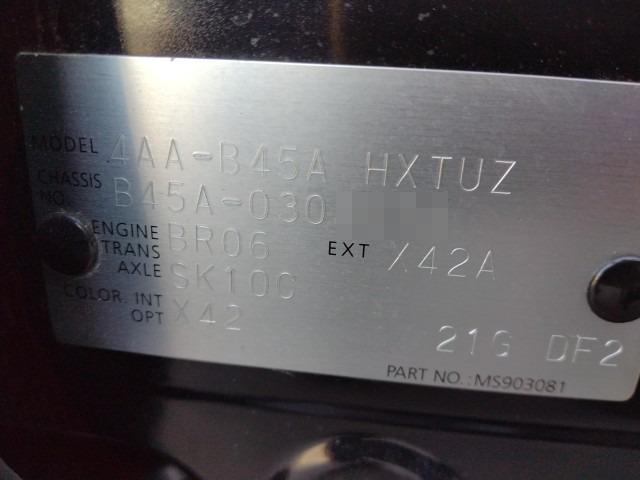 MODEL 4AA-B45A HXTUZ
CHASSIS NO. B45A-030
ENGINE BR06 EXT X42A
TRANS AXLE SK10C
COLOR. INT OPT X42
21G DF2
PART NO.:MS903081